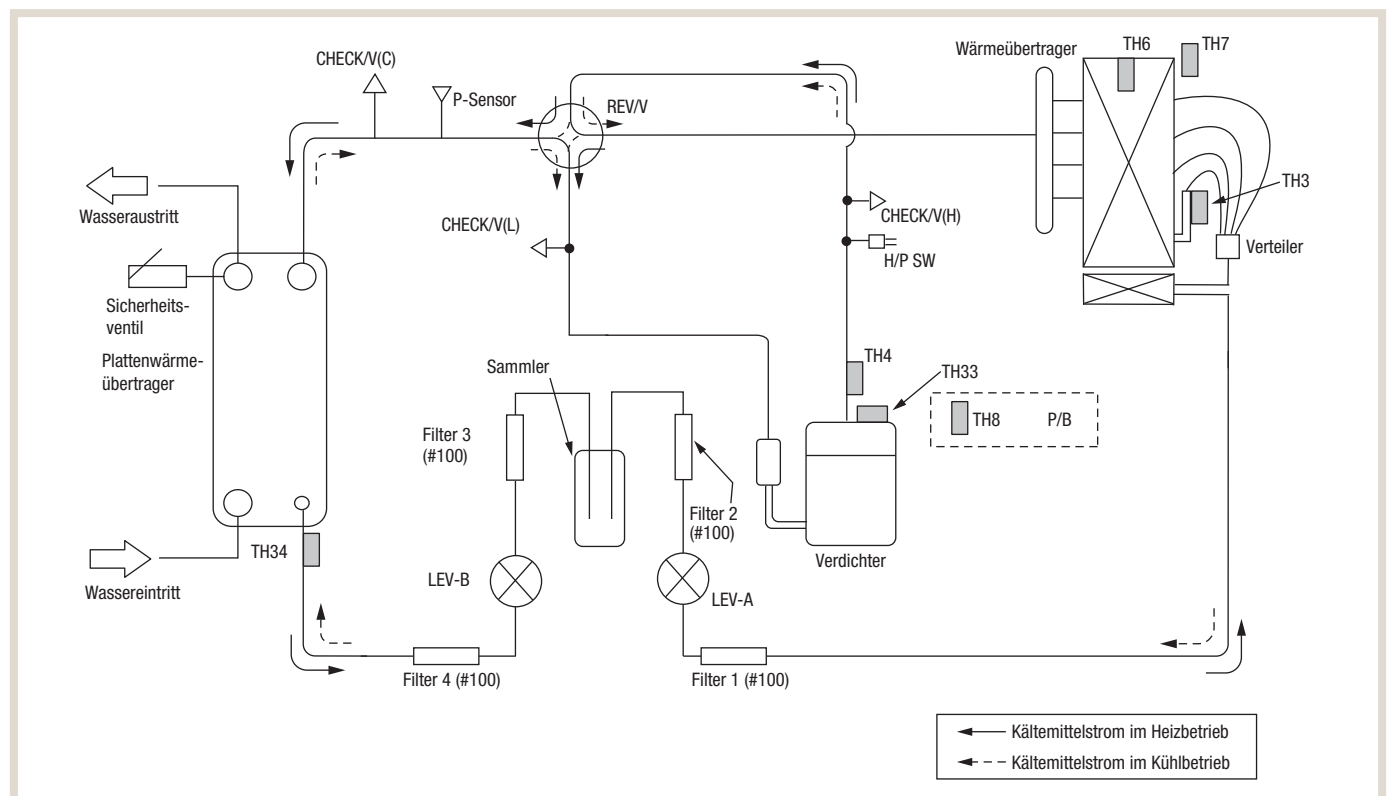 CHECK/V(C)
P-Sensor
REV/V
Wärmeübertrager
TH6
TH7
TH3
Verteiler
Wasseraustritt
CHECK/V(L)
CHECK/V(H)
H/P SW
Sicherheits-
ventil
Plattenwärme-
übertrager
Sammler
TH4
TH33
TH8
P/B
Filter 3
(#100)
Filter 2
(#100)
Verdichter
TH34
LEV-B
LEV-A
Wassereintritt
Filter 4 (#100)
Filter 1 (#100)
Kältemittelstrom im Heizbetrieb
Kältemittelstrom im Kühlbetrieb